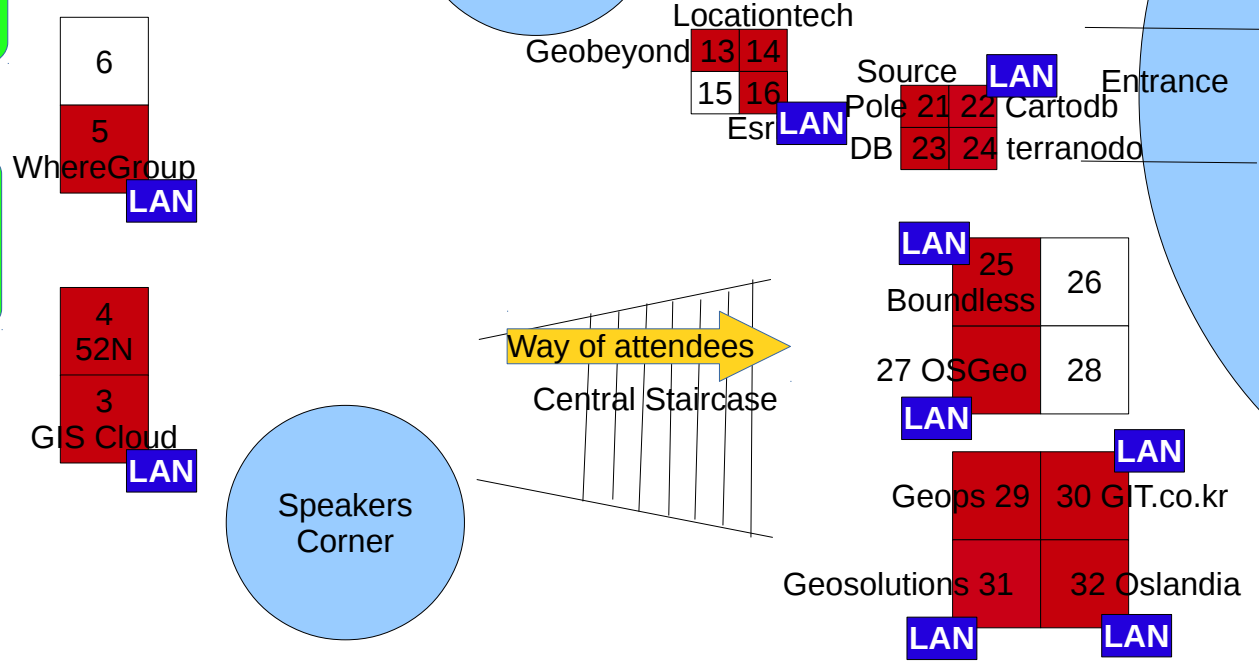 Locationtech
Geobeyond 13 14
15 16
Esr
LAN
6
5
WhereGroup
LAN
Source
LAN
Pole 21 22 Cartodb
DB 23 24 terranodo
Entrance
LAN
25
Boundless
26
27 OSGeo
28
LAN
4
52N
3
GIS Cloud
LAN
Way of attendees
Central Staircase
Speakers
Corner
LAN
Geops 29 30 GIT.co.kr
Geosolutions 31 32 Oslandia
LAN
LAN